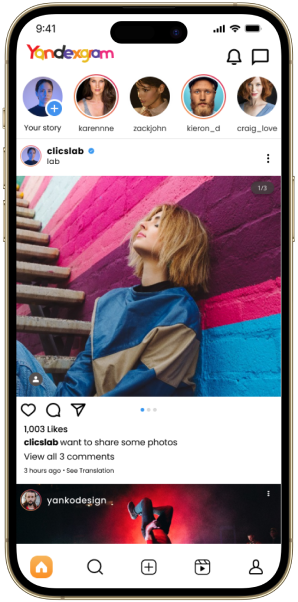 9:41
Yandexgram
Your story
karennne
zackjohn
kieron_d
craig_love
clicslab
lab
1/3
1,003 Likes
clicslab want to share some photos
View all 3 comments
3 hours ago • See Translation
yankodesign